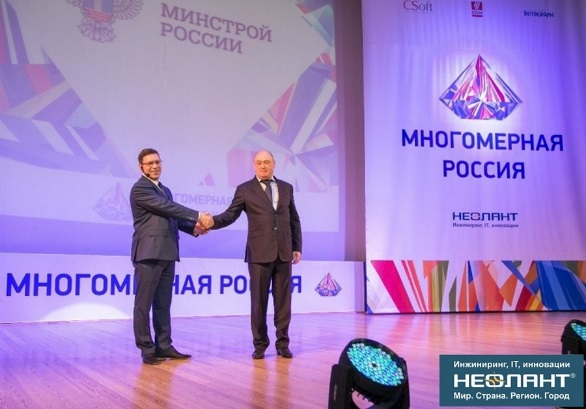 МИНСТРОЙ
РОССИИ
CSoft
МНОГОМЕРНАЯ
РОССИЯ
НЕОЛАНТ
Инжиниринг, IT, инновации
МНОГОМЕРНАЯ
МНОГОМЕРНАЯ РОССИЯ
Инжиниринг, IT, инновации
НЕОЛАНТ®
Мир. Страна. Регион. Город